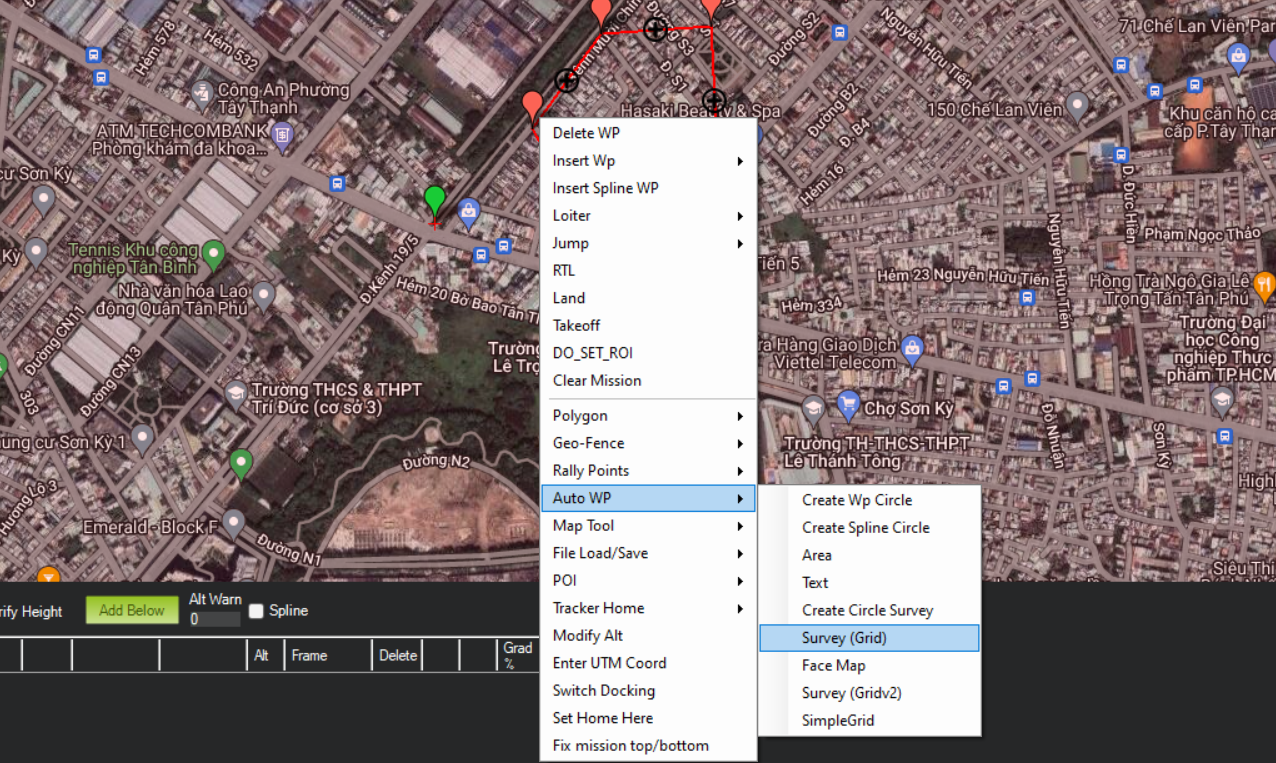 71 Chế Lan Viên Par
Nguyễn Hữu Tiến
Đường S2
Hẻm 578
Hẻm 532
Đ. S1
Công An Phường
Tây Thạnh
Hasaki Beauty & Spa
Đường B2
150 Chế Lan Viên
Khu căn hộ ca
cấp P.Tây Thạn
ATM TECHCOMBANK
Phòng khám đa khoa...
Đ. B4
cư Sơn Kỳ
Hẻm 16
Đ. Đức Hiền
Kỳ
Tennis Khu công
nghiệp Tân Bình
Đ.Kênh 19/5
Nguyễn Hữu Tiến
Phạm Ngọc Thảo
Tiến 5
Hẻm 23 Nguyễn Hữu Tiến
Hồng Trà Ngô Gia Lê -
Trọng Tấn Tân Phú
Nhà văn hóa Lao
động Quận Tân Phú
Hẻm 20 Bờ Bao Tân Th
Hẻm 334
Đường CN11
Đường CN13
Trườn
Lê Trọ
ửa Hàng Giao Dịch
Viettel Telecom
Trường Đại
học Công
nghiệp Thực
phẩm TP.HCM
303
Trường THCS & THPT
Trí Đức (cơ sở 3)
Chợ Sơn Kỳ
Đỗ Nhuận
Sơn Kỳ
ung cư Sơn Kỳ 1
Trường TH-THCS-THPT
Lê Thánh Tông
Đường N2
Hương Lộ 3
Highl
Emerald - Block F
Đường N1
Siêu Thị
Delete WP
Insert Wp
Insert Spline WP
Loiter
Jump
RTL
Land
Takeoff
DO_SET_ROI
Clear Mission
Polygon
Geo-Fence
Rally Points
Auto WP
Map Tool
File Load/Save
POI
Tracker Home
Modify Alt
Enter UTM Coord
Switch Docking
Set Home Here
Fix mission top/bottom
Create Wp Circle
Create Spline Circle
Area
Text
Create Circle Survey
Survey (Grid)
Face Map
Survey (Gridv2)
SimpleGrid
rify Height
Add Below
Alt Warn
0
Spline
Alt
Frame
Delete
Grad
%